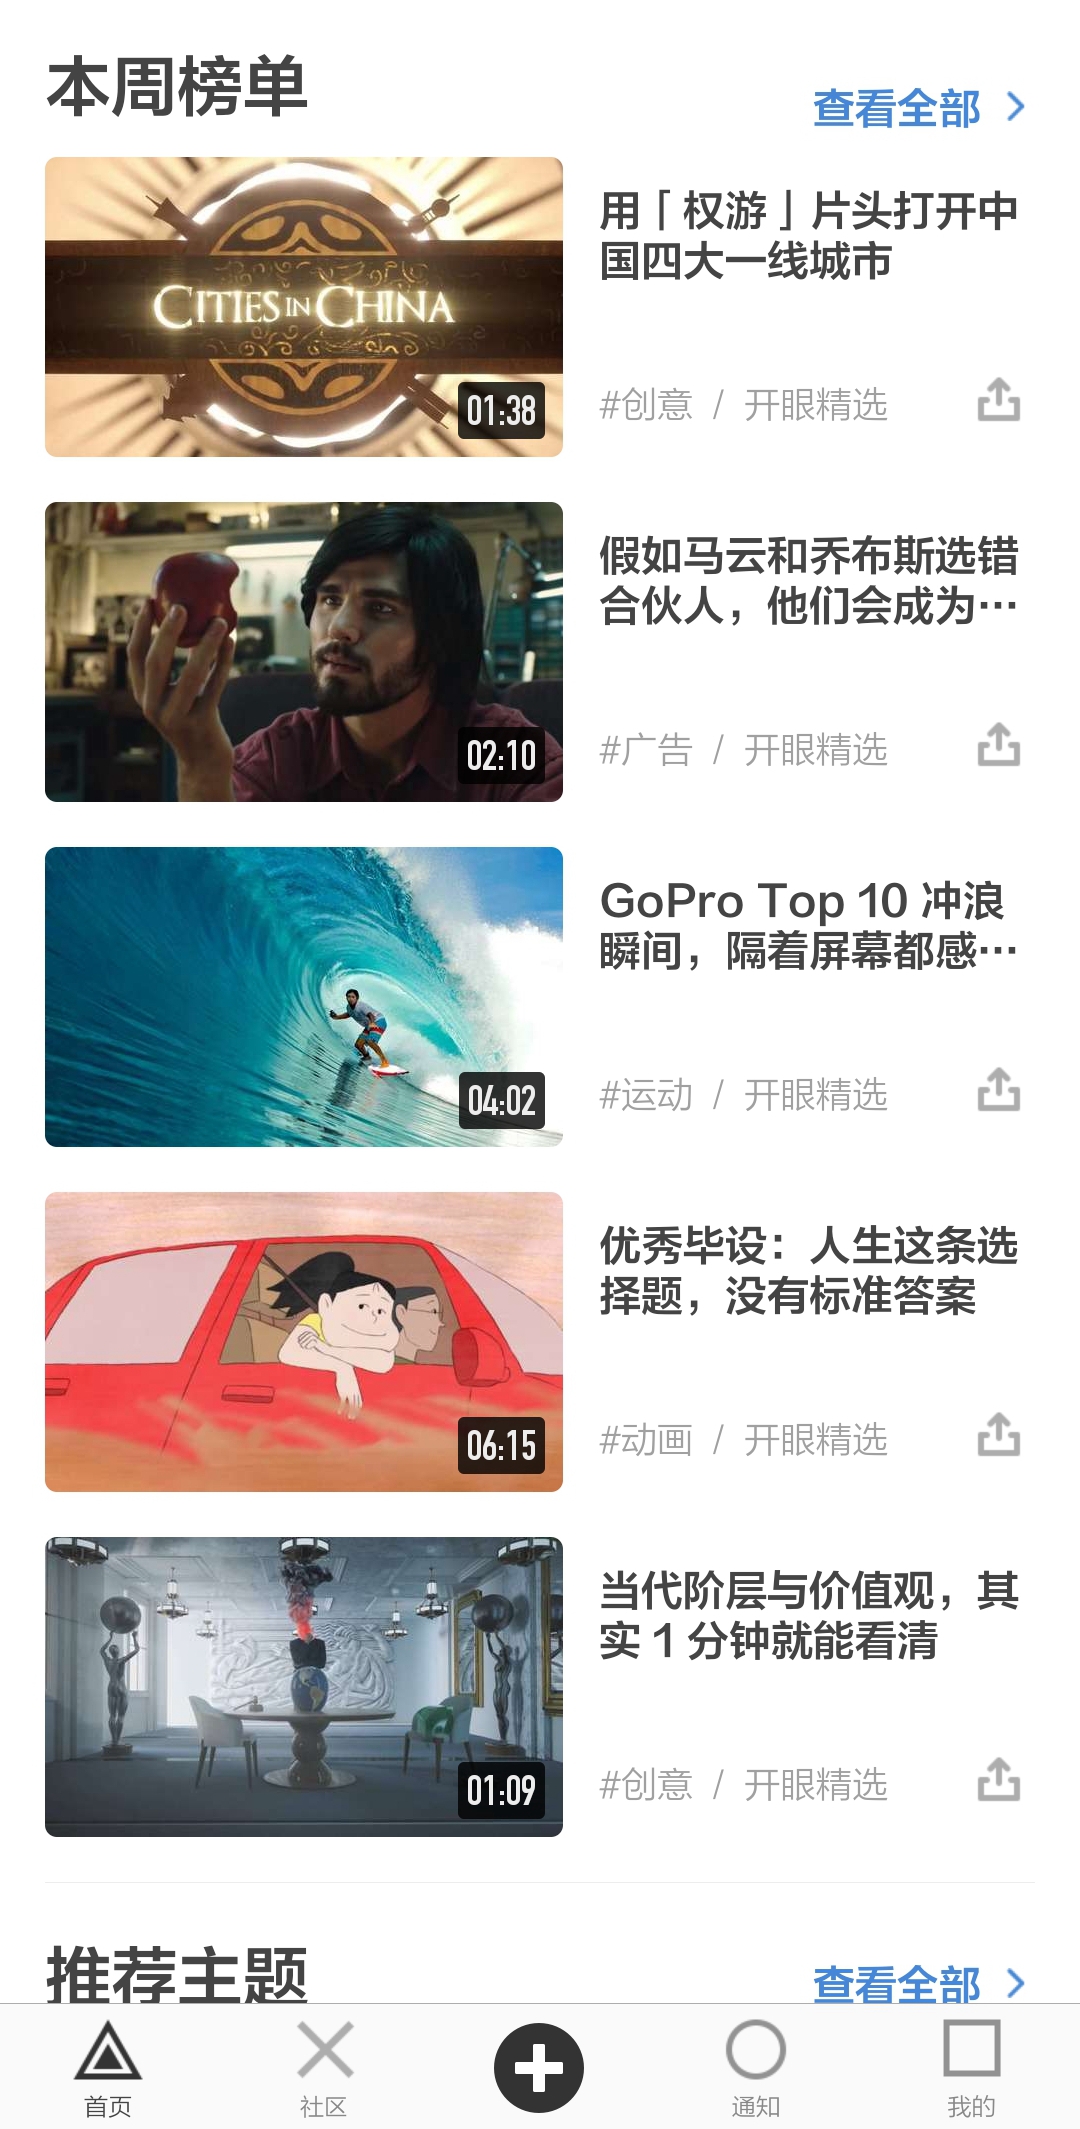 本周榜单
查看全部
CITIES IN CHINA
01:38
用「权游」片头打开中
国四大一线城市
#创意 / 开眼精选
02:10
假如马云和乔布斯选错
合伙人，他们会成为…
#广告 / 开眼精选
04:02
GoPro Top 10 冲浪
瞬间，隔着屏幕都感…
#运动 / 开眼精选
06:15
优秀毕设：人生这条选
择题，没有标准答案
#动画 / 开眼精选
01:09
当代阶层与价值观，其
实 1 分钟就能看清
#创意 / 开眼精选
推荐主题
查看全部
首页
社区
通知
我的